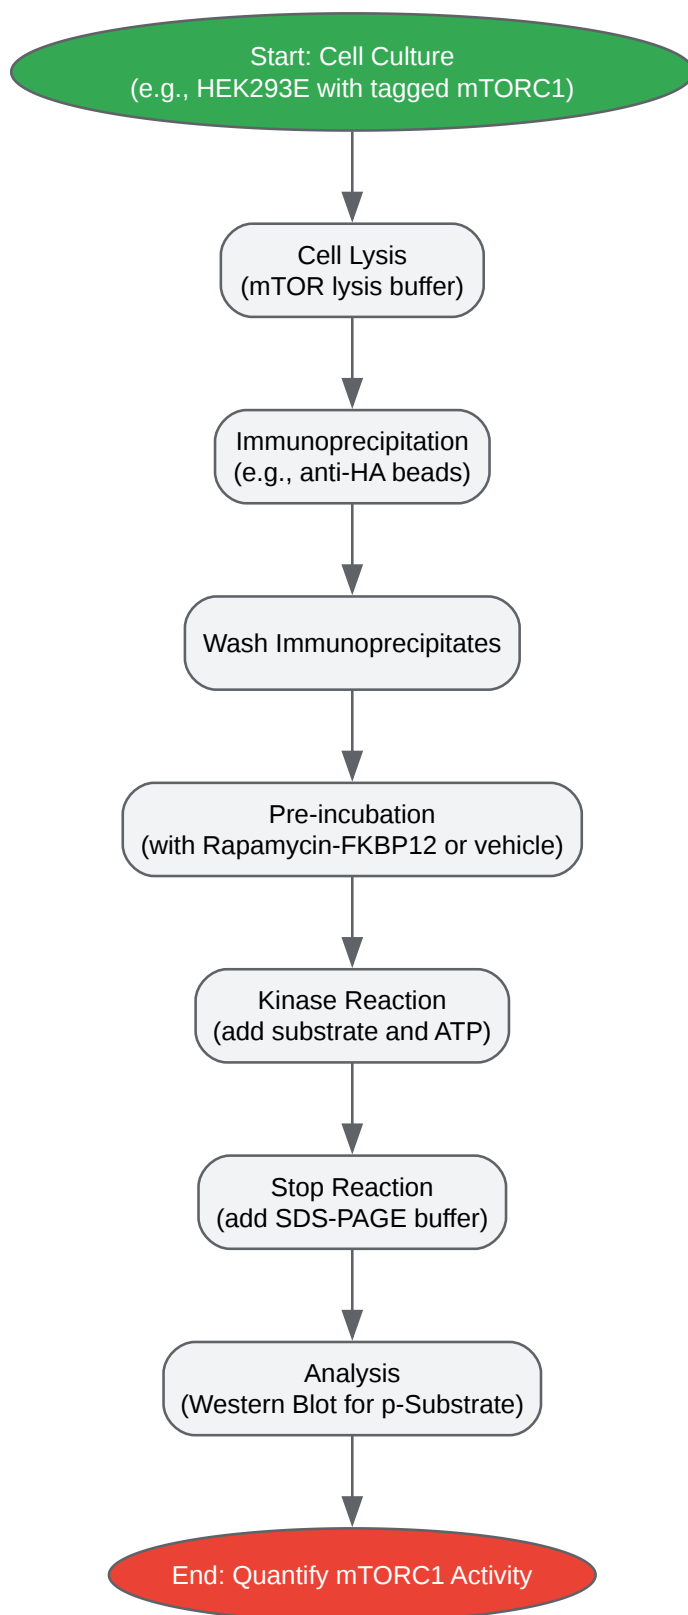 Start: Cell Culture
(e.g., HEK293E with tagged mTORC1)
Cell Lysis
(mTOR lysis buffer)
Immunoprecipitation
(e.g., anti-HA beads)
Wash Immunoprecipitates
Pre-incubation
(with Rapamycin-FKBP12 or vehicle)
Kinase Reaction
(add substrate and ATP)
Stop Reaction
(add SDS-PAGE buffer)
Analysis
(Western Blot for p-Substrate)
End: Quantify mTORC1 Activity